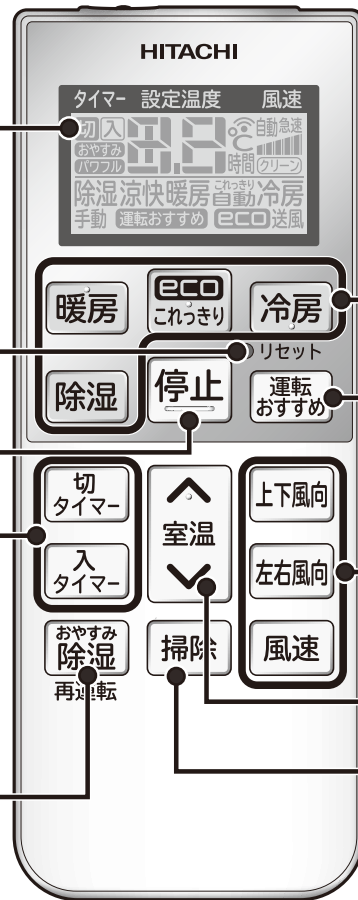 HITACHI
タイマー 設定温度 風速
切 入 8.8 ℃ 自動 急速
おやすみ
パワフル 時間 クリーン
除湿 涼快 暖房 これっきり自動 冷房
手動 運転おすすめ eco 送風
暖房
eco
これっきり
冷房
リセット
除湿
停止
運転
おすすめ
切
タイマー
室温
上下風向
入
タイマー
左右風向
おやすみ
除湿
再運転
掃除
風速